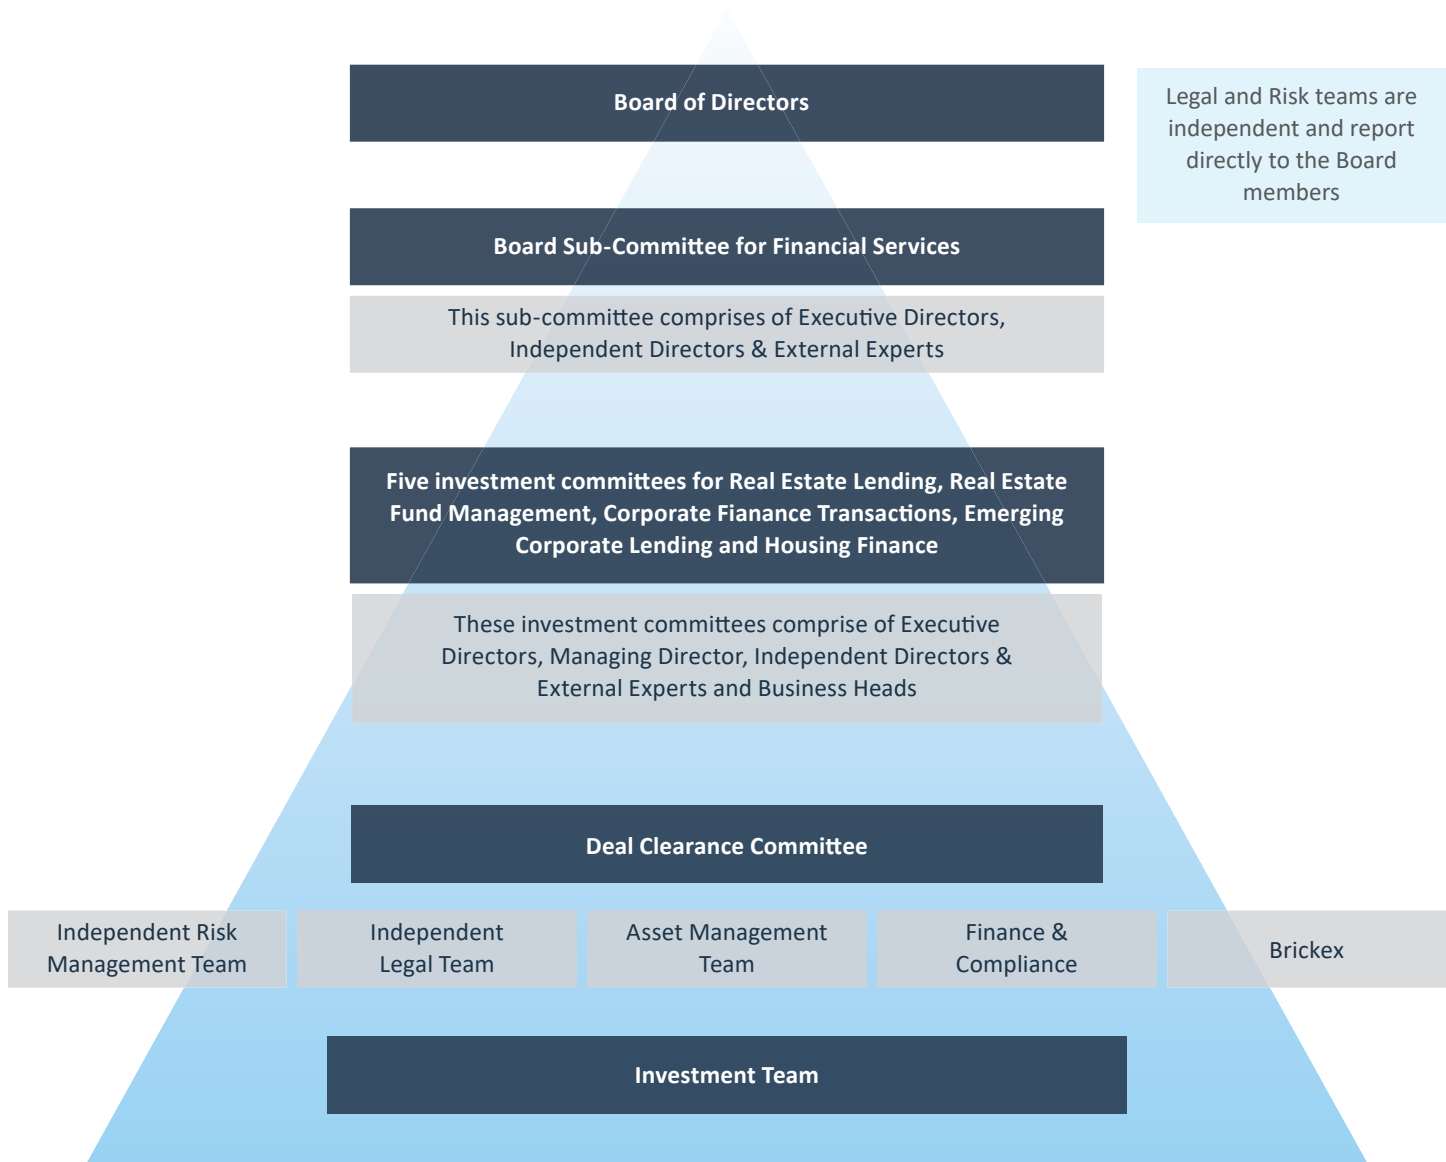 Board of Directors
Legal and Risk teams are
independent and report
directly to the Board
members
Board Sub-Committee for Financial Services
This sub-committee comprises of Executive Directors,
Independent Directors & External Experts
Five investment committees for Real Estate Lending, Real Estate
Fund Management, Corporate Fianance Transactions, Emerging
Corporate Lending and Housing Finance
These investment committees comprise of Executive
Directors, Managing Director, Independent Directors &
External Experts and Business Heads
Deal Clearance Committee
Independent Risk
Management Team
Independent
Legal Team
Asset Management
Team
Finance &
Compliance
Brickex
Investment Team